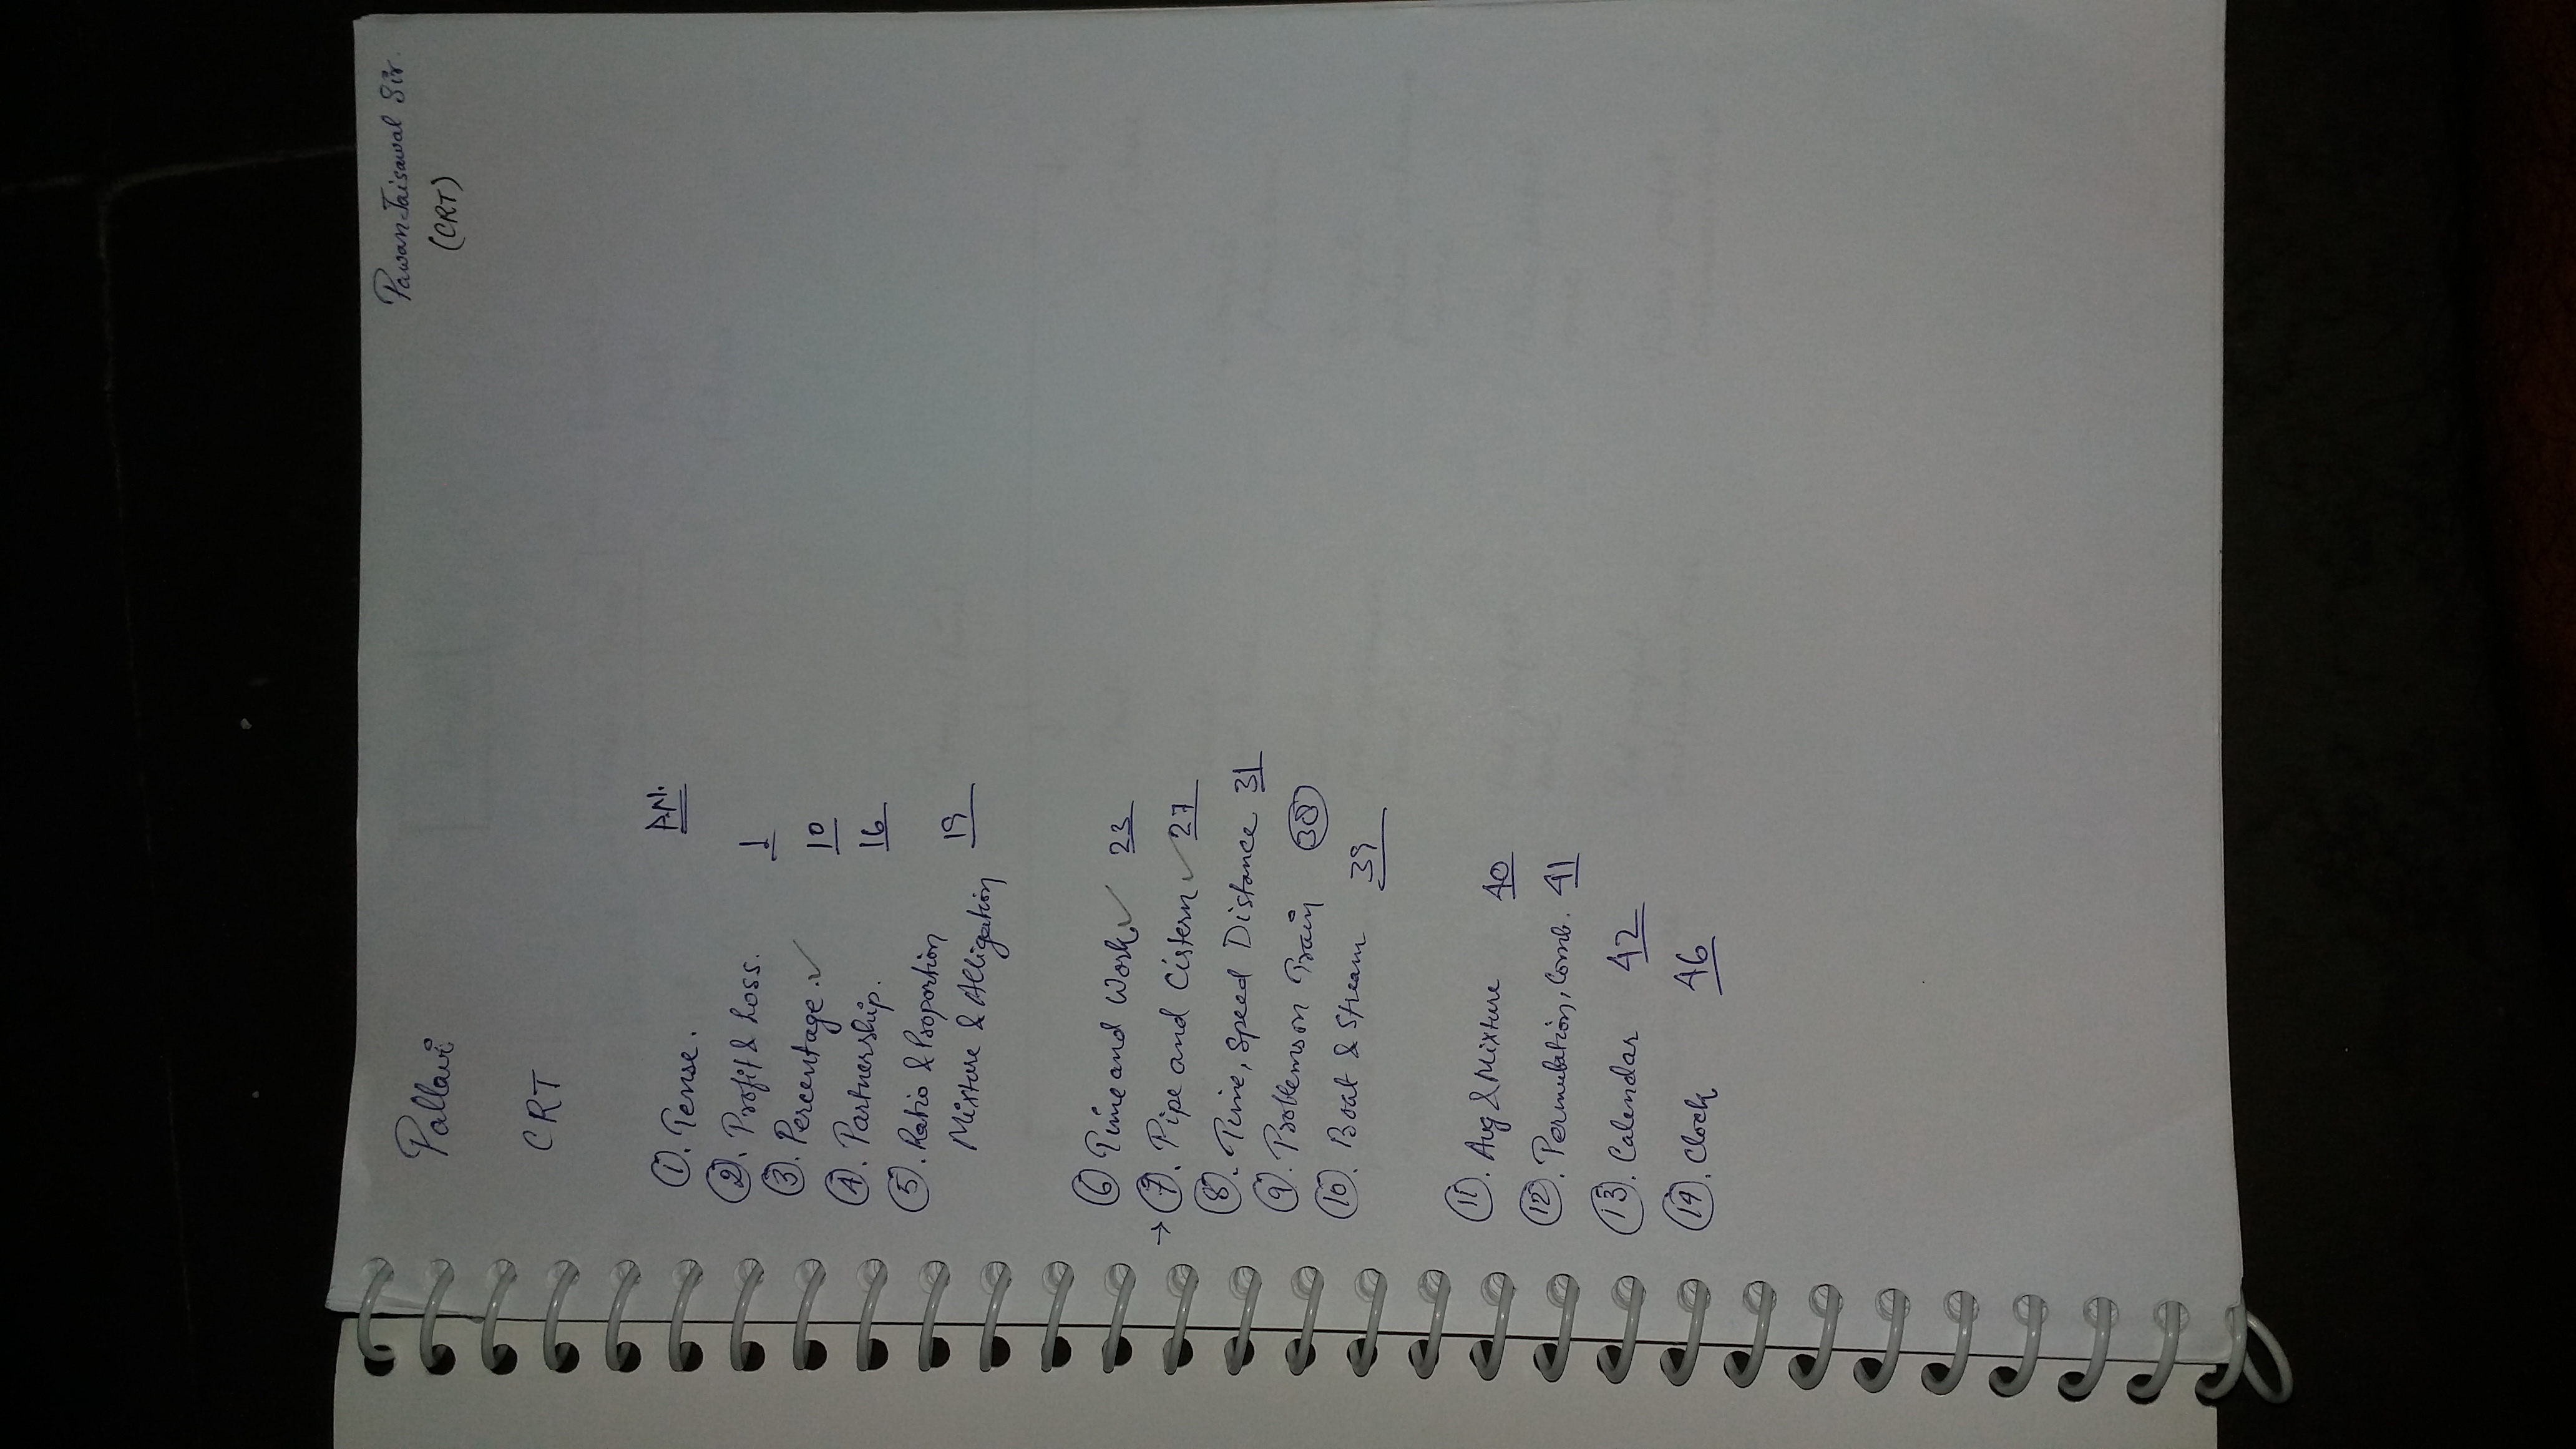 Pawan Jaisawal Sir.
(CRT)
Pallavi
CRT
P.N.
①. Tense.
②. Profit & Loss. 1
③. Percentage. ✓ 10
④. Partnership. 16
⑤. Ratio & Proportion
Mixture & Alligation 19
⑥ Time and Work ✓ 23
→ ⑦. Pipe and Cistern ✓ 27
⑧. Time, Speed Distance 31
⑨. Problems on Train 38
⑩. Boat & Stream 39
⑪. Avg & Mixture 40
⑫. Permutation, Comb. 41
⑬. Calendar 42
⑭. Clock 46